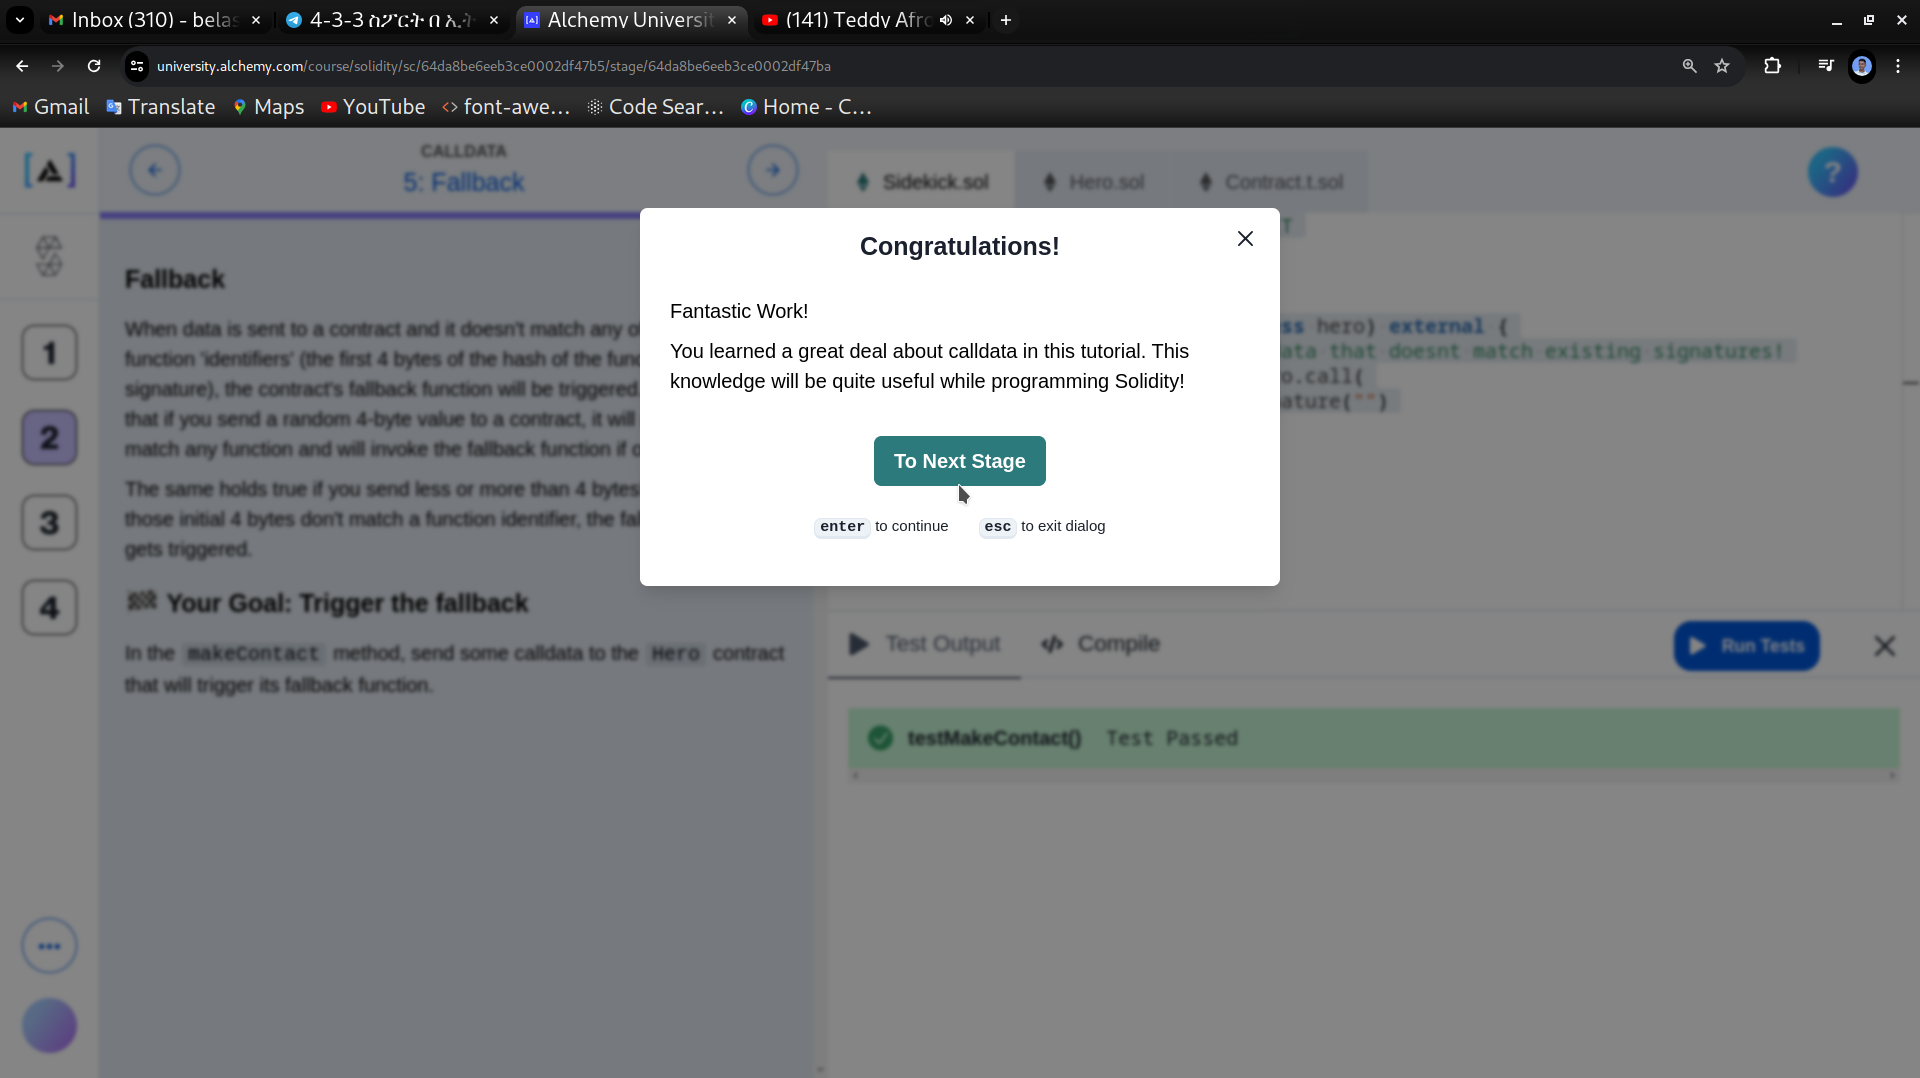 Inbox (310) - belas
4-3-3 ስፖርት በ ኢት
Alchemy Universit
(141) Teddy Afro
university.alchemy.com/course/solidity/sc/64da8be6eeb3ce0002df47b5/stage/64da8be6eeb3ce0002df47ba
Gmail
Translate
Maps
YouTube
font-awe...
Code Sear...
Home - C...
CALLDATA
5: Fallback
Sidekick.sol
Hero.sol
Contract.t.sol
?
1
2
3
4
Fallback
When data is sent to a contract and it doesn't match any of
function 'identifiers' (the first 4 bytes of the hash of the func
signature), the contract's fallback function will be triggered.
that if you send a random 4-byte value to a contract, it will
match any function and will invoke the fallback function if
The same holds true if you send less or more than 4 bytes
those initial 4 bytes don't match a function identifier, the fal
gets triggered.
Your Goal: Trigger the fallback
In the makeContact method, send some calldata to the Hero contract
that will trigger its fallback function.
Congratulations!
Fantastic Work!
You learned a great deal about calldata in this tutorial. This
knowledge will be quite useful while programming Solidity!
To Next Stage
enter to continue
esc to exit dialog
T
ss hero) external {
ata that doesnt match existing signatures!
o.call(
ature("")
Test Output
Compile
Run Tests
testMakeContact() Test Passed